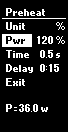 Preheat
Unit %
Pwr 120 %
Time 0.5 s
Delay 0:15
Exit
P=36.0 w